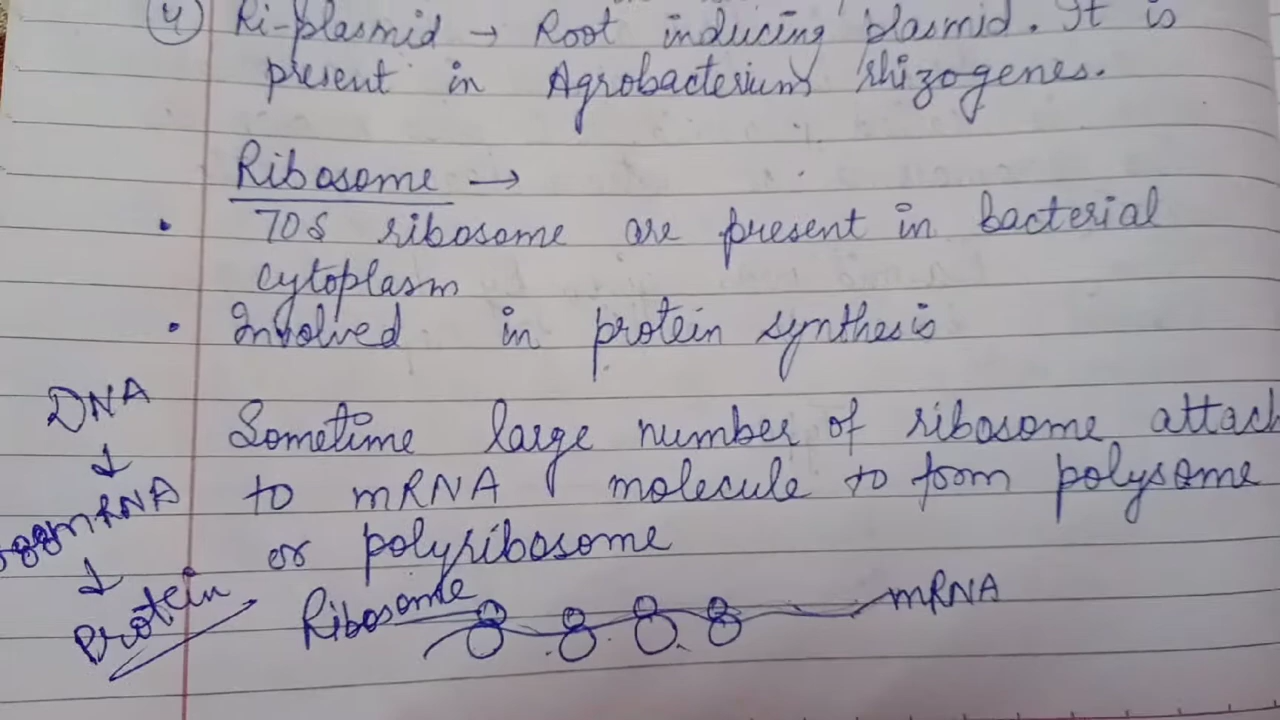 4 Ri-plasmid → Root inducing plasmid. It is
present in Agrobacterium rhizogenes.
Ribosome →
• 70S ribosome are present in bacterial
cytoplasm
• Involved in protein synthesis
Sometime large number of ribosome attach
to mRNA molecule to form polysome
or polyribosome
DNA
↓
mRNA
↓
Protein
Ribosome
mRNA